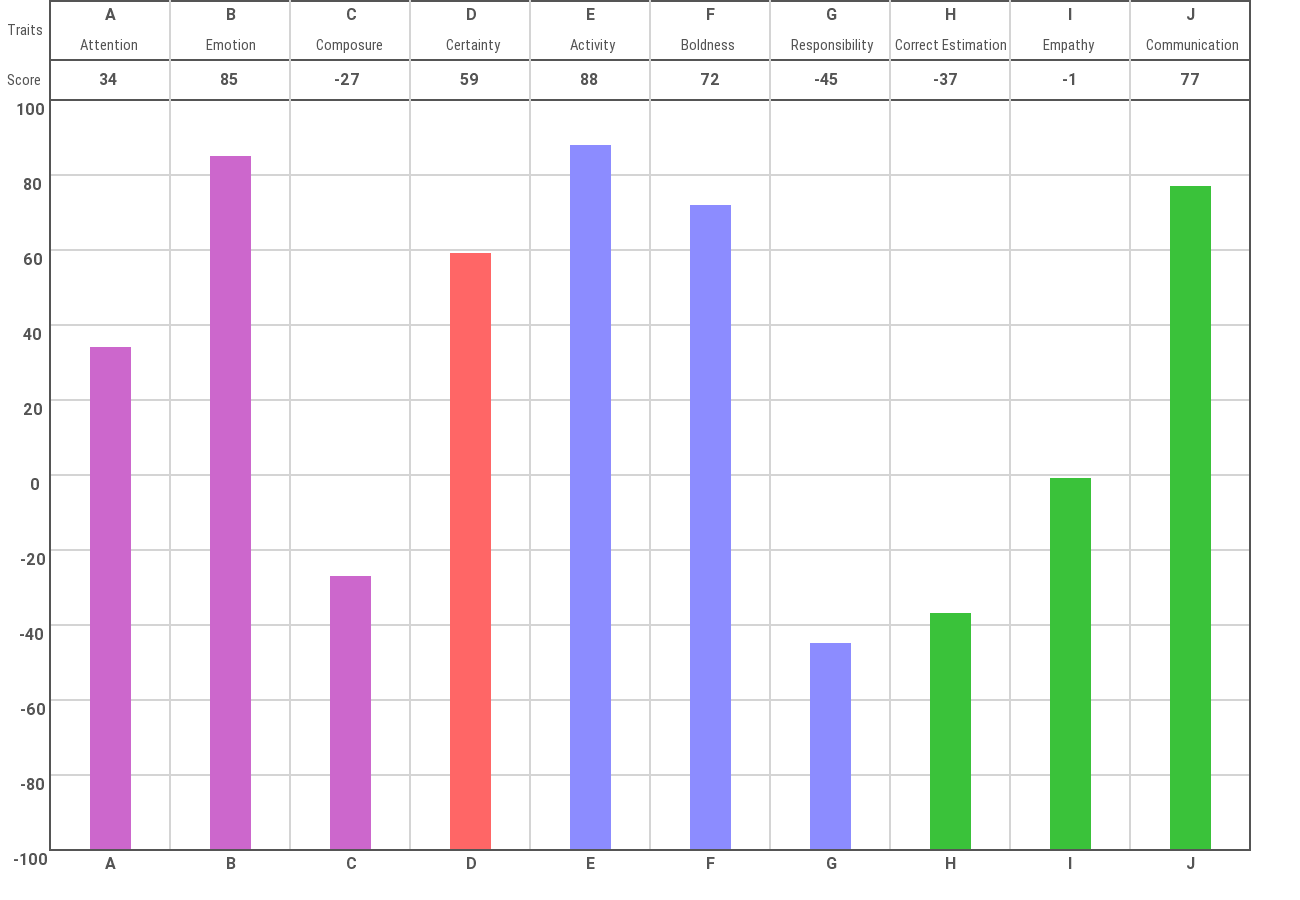 A B C D E F G H I J
Traits
Attention Emotion Composure Certainty Activity Boldness Responsibility Correct Estimation Empathy Communication
Score 34 85 -27 59 88 72 -45 -37 -1 77
100
80
60
40
20
0
-20
-40
-60
-80
-100
A B C D E F G H I J